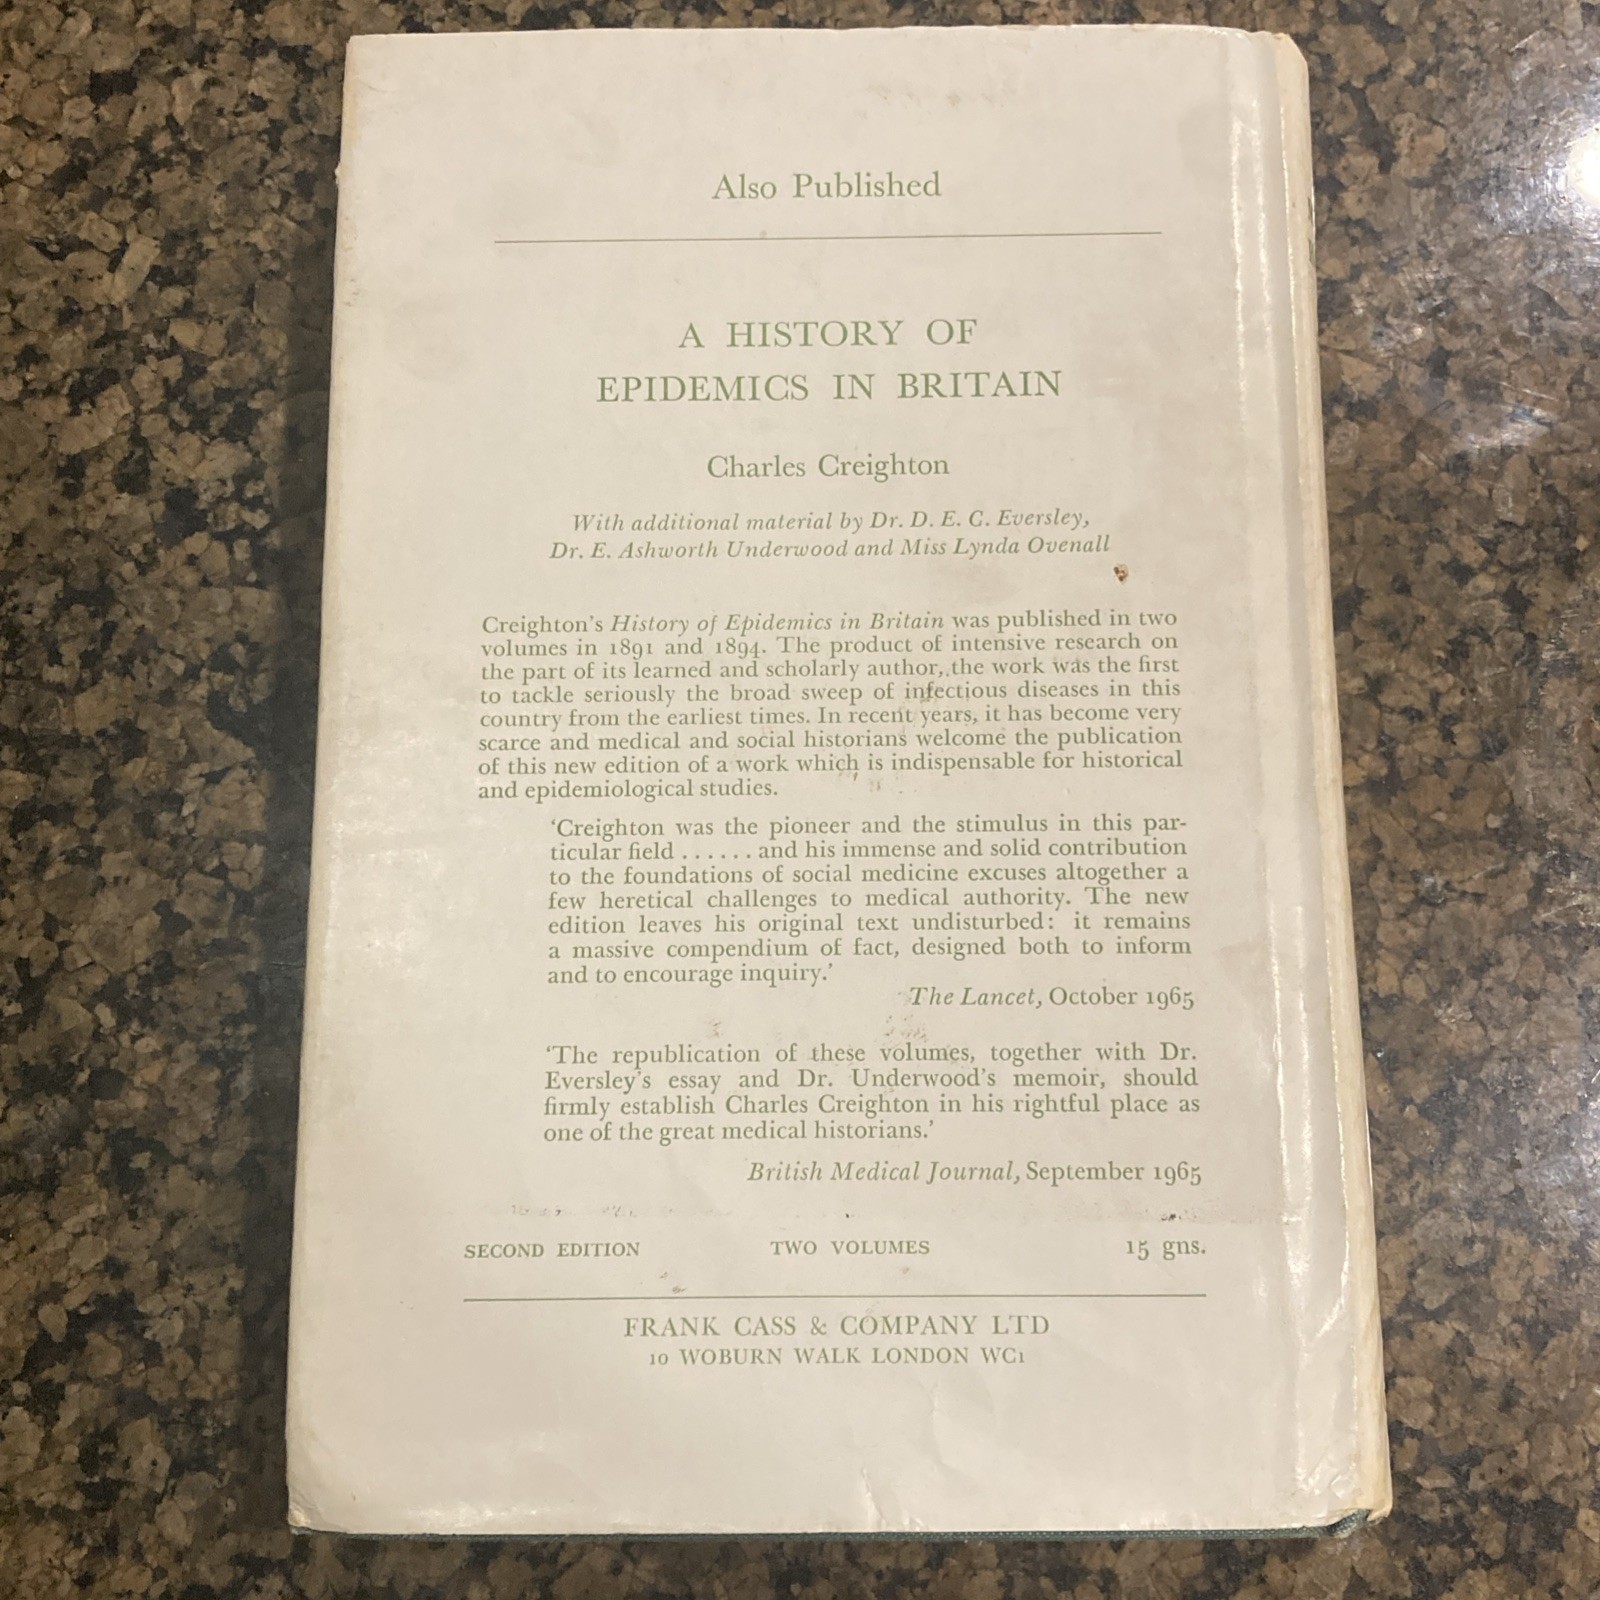 Also Published
A HISTORY OF
EPIDEMICS IN BRITAIN
Charles Creighton
With additional material by Dr. D. E. C. Eversley,
Dr. E. Ashworth Underwood and Miss Lynda Ovenall
Creighton's History of Epidemics in Britain was published in two
volumes in 1891 and 1894. The product of intensive research on
the part of its learned and scholarly author, the work was the first
to tackle seriously the broad sweep of infectious diseases in this
country from the earliest times. In recent years, it has become very
scarce and medical and social historians welcome the publication
of this new edition of a work which is indispensable for historical
and epidemiological studies.
'Creighton was the pioneer and the stimulus in this par-
ticular field ...... and his immense and solid contribution
to the foundations of social medicine excuses altogether a
few heretical challenges to medical authority. The new
edition leaves his original text undisturbed: it remains
a massive compendium of fact, designed both to inform
and to encourage inquiry.'
The Lancet, October 1965
'The republication of these volumes, together with Dr.
Eversley's essay and Dr. Underwood's memoir, should
firmly establish Charles Creighton in his rightful place as
one of the great medical historians.'
British Medical Journal, September 1965
SECOND EDITION TWO VOLUMES 15 gns.
FRANK CASS & COMPANY LTD
10 WOBURN WALK LONDON WC1